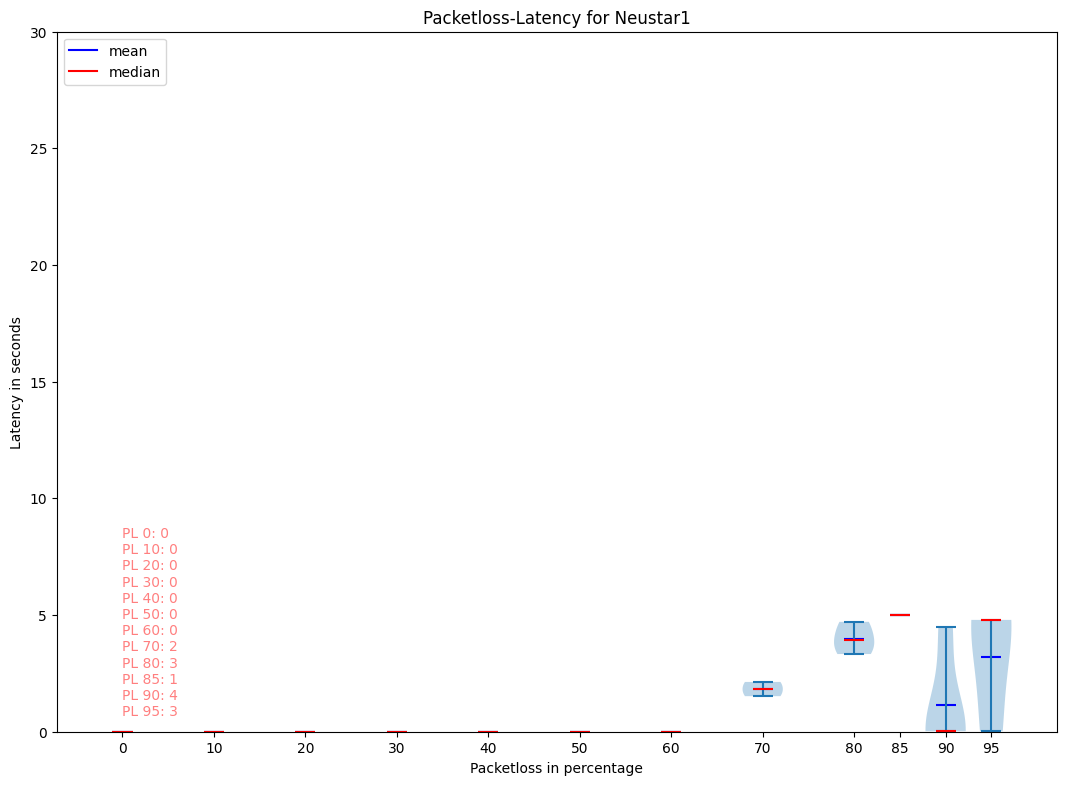 Packetloss-Latency for Neustar1
mean
median
30
25
20
15
10
5
0
Latency in seconds
PL 0: 0
PL 10: 0
PL 20: 0
PL 30: 0
PL 40: 0
PL 50: 0
PL 60: 0
PL 70: 2
PL 80: 3
PL 85: 1
PL 90: 4
PL 95: 3
0 10 20 30 40 50 60 70 80 85 90 95
Packetloss in percentage